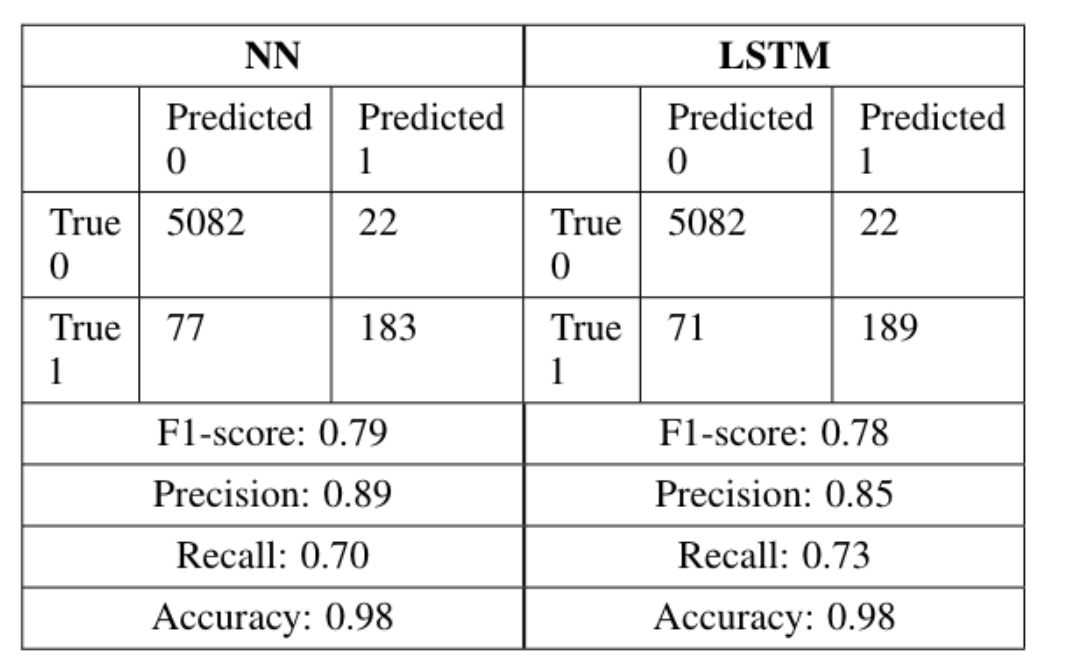 NN LSTM
Predicted 0 Predicted 1 Predicted 0 Predicted 1
True 0 5082 22 True 0 5082 22
True 1 77 183 True 1 71 189
F1-score: 0.79 F1-score: 0.78
Precision: 0.89 Precision: 0.85
Recall: 0.70 Recall: 0.73
Accuracy: 0.98 Accuracy: 0.98